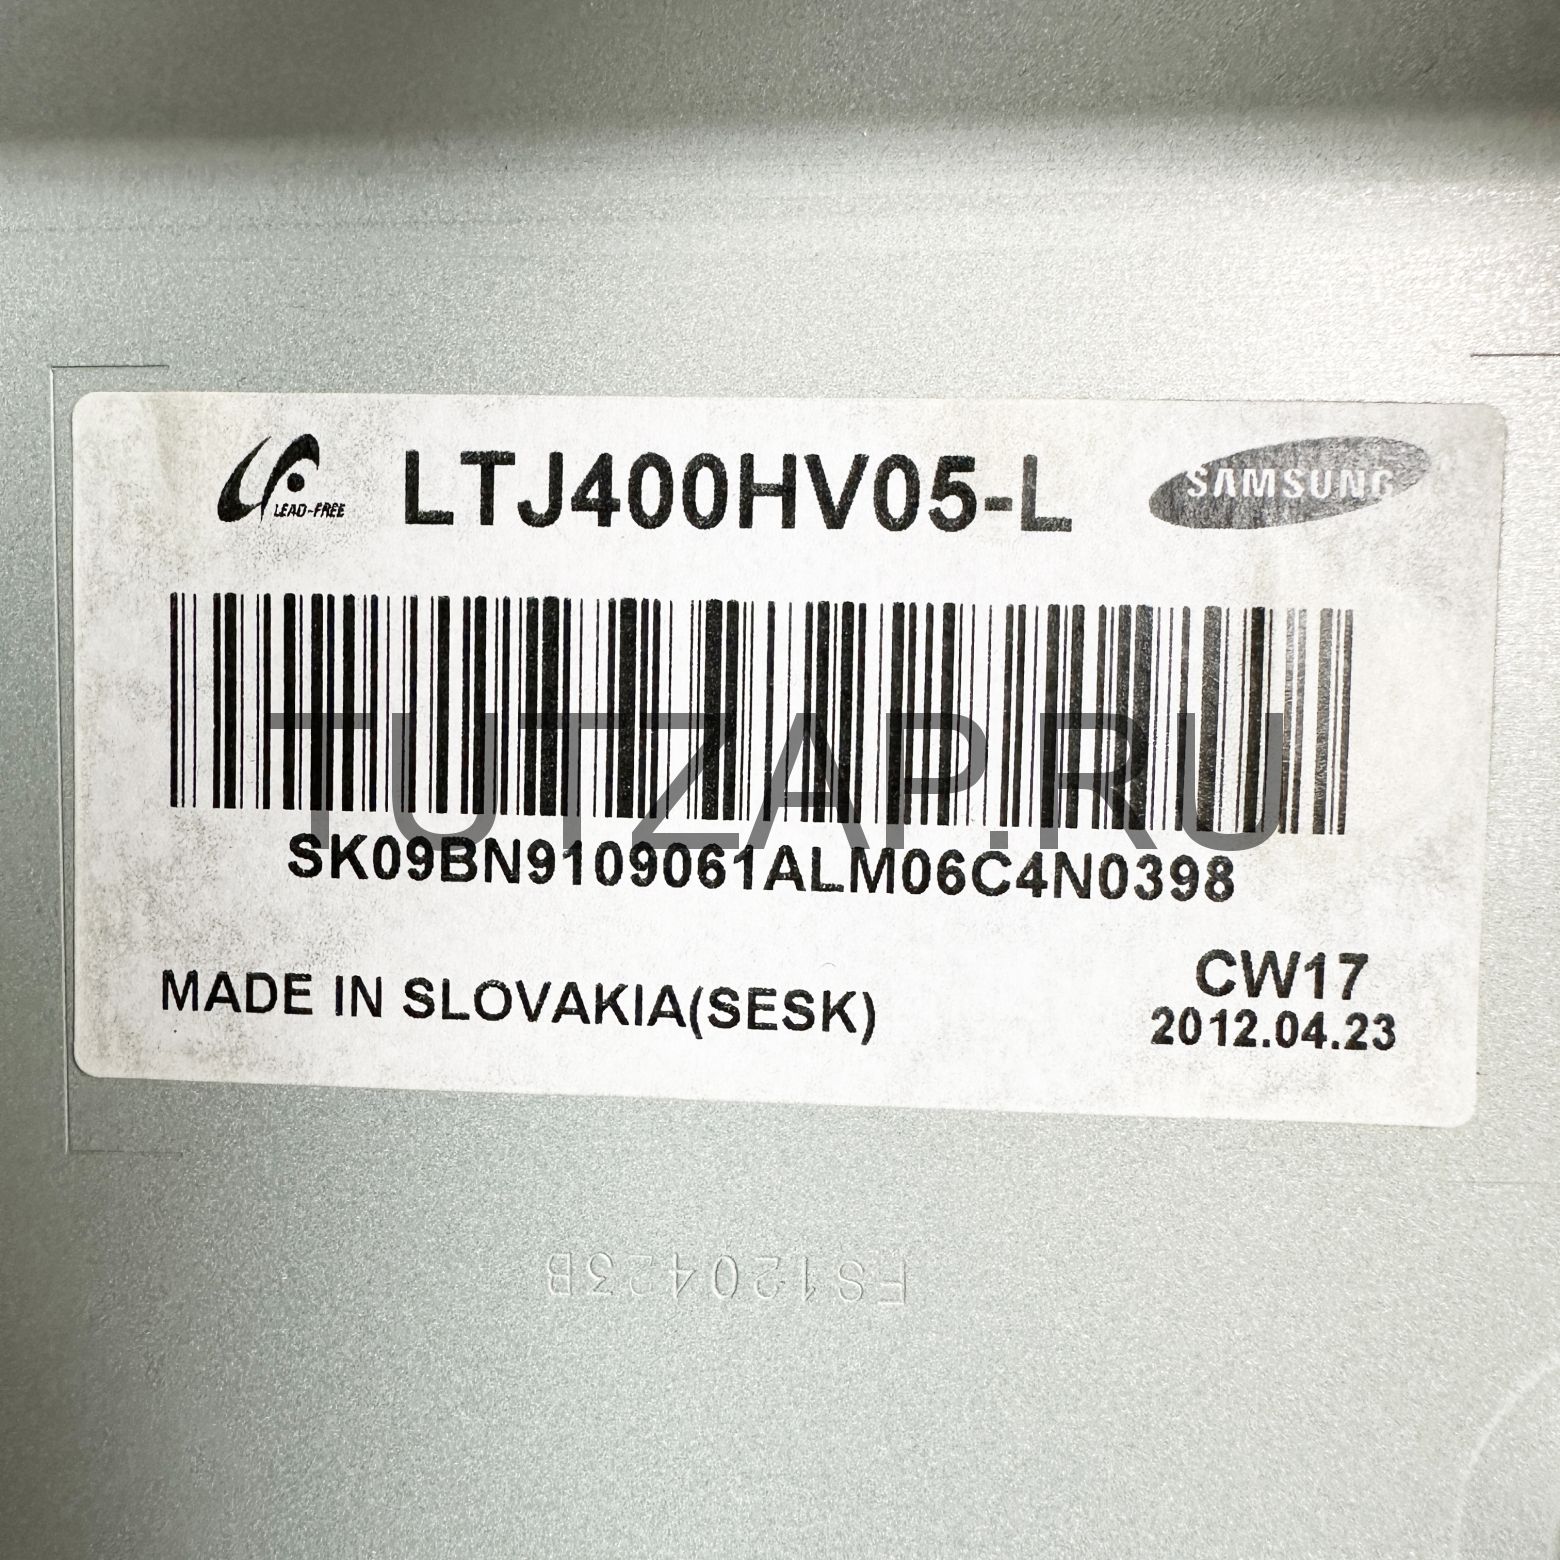 LEAD-FREE
LTJ400HV05-L
SAMSUNG
TUTZAP.RU
SK09BN9109061ALM06C4N0398
MADE IN SLOVAKIA(SESK)
CW17
2012.04.23
FS120423B